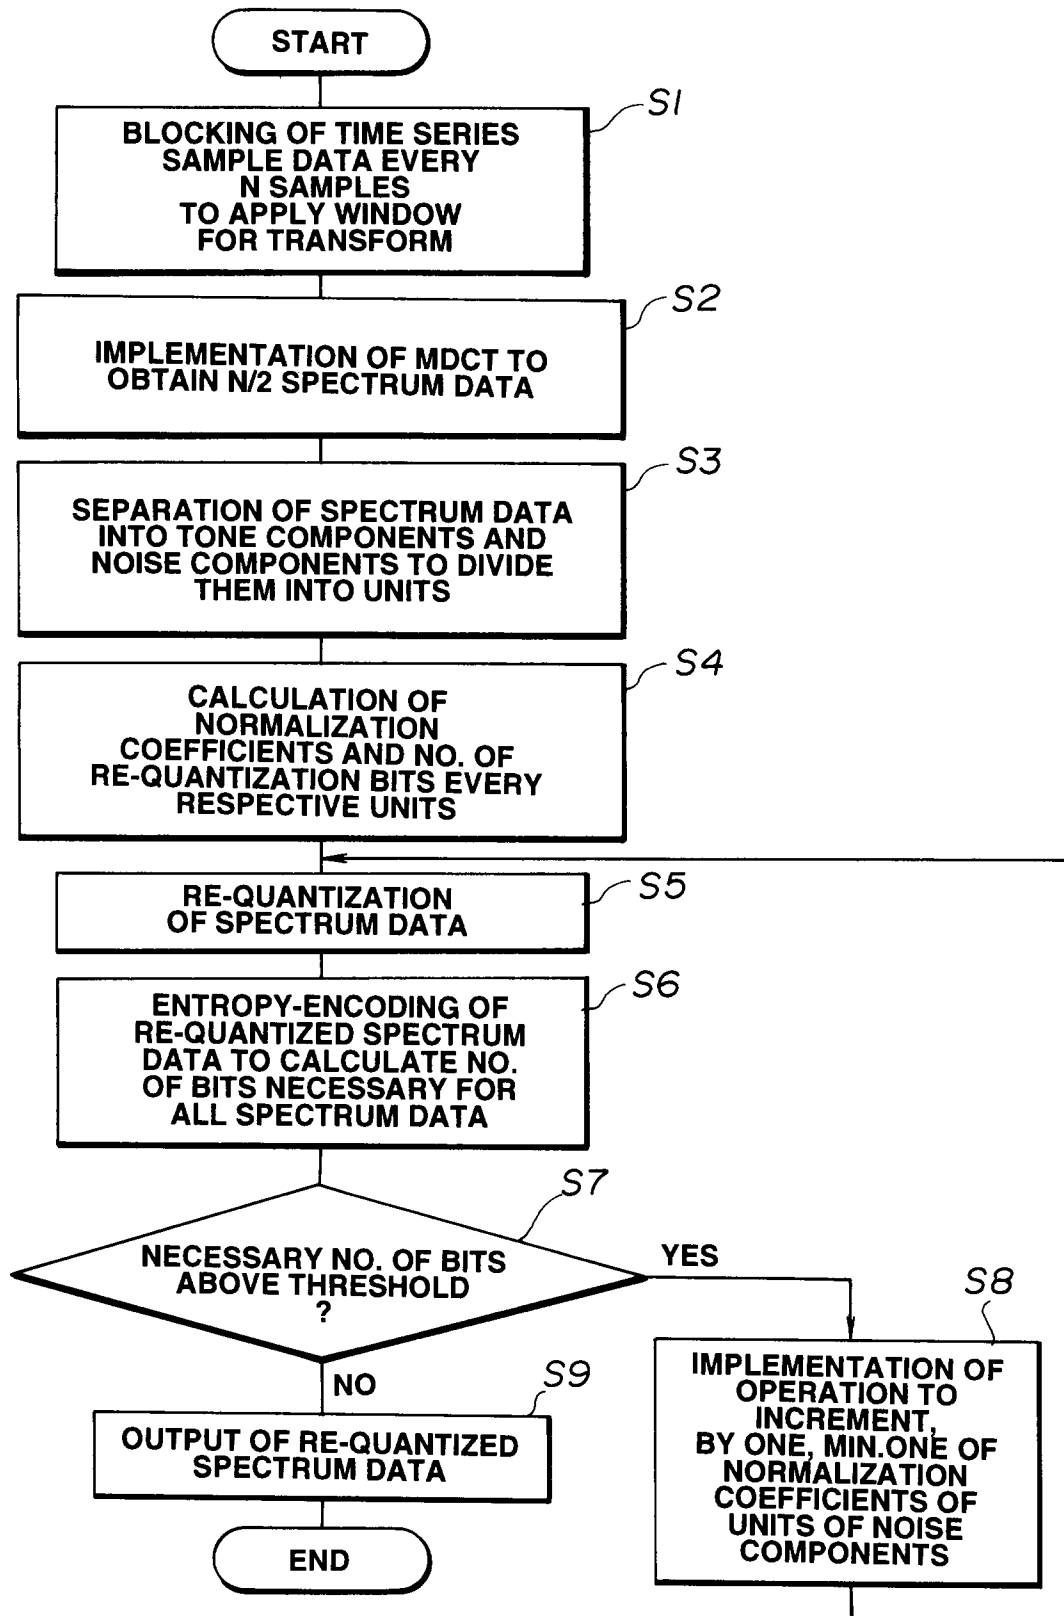 START
S1
BLOCKING OF TIME SERIES
SAMPLE DATA EVERY
N SAMPLES
TO APPLY WINDOW
FOR TRANSFORM
S2
IMPLEMENTATION OF MDCT TO
OBTAIN N/2 SPECTRUM DATA
S3
SEPARATION OF SPECTRUM DATA
INTO TONE COMPONENTS AND
NOISE COMPONENTS TO DIVIDE
THEM INTO UNITS
S4
CALCULATION OF
NORMALIZATION
COEFFICIENTS AND NO. OF
RE-QUANTIZATION BITS EVERY
RESPECTIVE UNITS
S5
RE-QUANTIZATION
OF SPECTRUM DATA
S6
ENTROPY-ENCODING OF
RE-QUANTIZED SPECTRUM
DATA TO CALCULATE NO.
OF BITS NECESSARY FOR
ALL SPECTRUM DATA
S7
NECESSARY NO. OF BITS
ABOVE THRESHOLD
?
YES
S8
IMPLEMENTATION OF
OPERATION TO
INCREMENT,
BY ONE, MIN.ONE OF
NORMALIZATION
COEFFICIENTS OF
UNITS OF NOISE
COMPONENTS
NO
S9
OUTPUT OF RE-QUANTIZED
SPECTRUM DATA
END